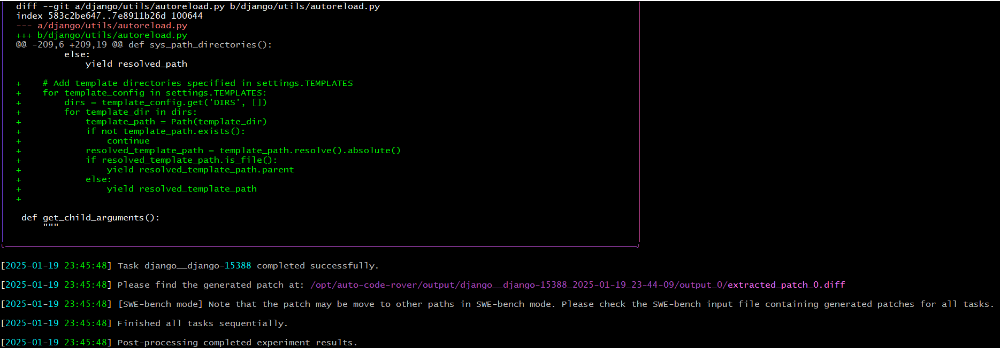 diff --git a/django/utils/autoreload.py b/django/utils/autoreload.py
index 583c2be647..7e8911b26d 100644
--- a/django/utils/autoreload.py
+++ b/django/utils/autoreload.py
@@ -209,6 +209,19 @@ def sys_path_directories():
         else:
             yield resolved_path

+    # Add template directories specified in settings.TEMPLATES
+    for template_config in settings.TEMPLATES:
+        dirs = template_config.get('DIRS', [])
+        for template_dir in dirs:
+            template_path = Path(template_dir)
+            if not template_path.exists():
+                continue
+            resolved_template_path = template_path.resolve().absolute()
+            if resolved_template_path.is_file():
+                yield resolved_template_path.parent
+            else:
+                yield resolved_template_path
+

 def get_child_arguments():
     """

[2025-01-19 23:45:48] Task django__django-15388 completed successfully.

[2025-01-19 23:45:48] Please find the generated patch at: /opt/auto-code-rover/output/django__django-15388_2025-01-19_23-44-09/output_0/extracted_patch_0.diff

[2025-01-19 23:45:48] [SWE-bench mode] Note that the patch may be move to other paths in SWE-bench mode. Please check the SWE-bench input file containing generated patches for all tasks.

[2025-01-19 23:45:48] Finished all tasks sequentially.

[2025-01-19 23:45:48] Post-processing completed experiment results.